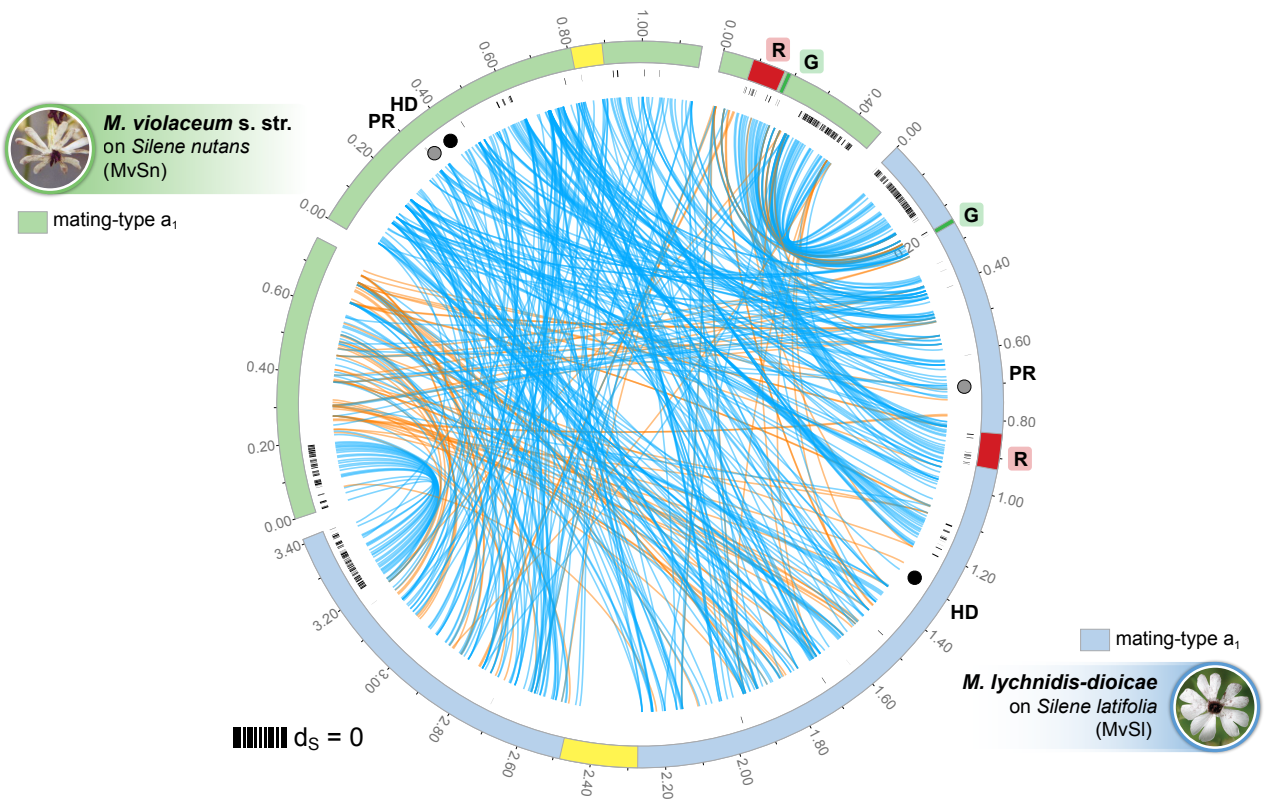 M. violaceum s. str.
on Silene nutans
(MvSn)
mating-type a1
HD
PR
0.00
0.20
0.40
0.60
0.80
1.00
0.00
R
G
0.40
0.00
G
0.20
0.40
0.60
PR
0.80
R
1.00
1.20
HD
1.40
1.60
1.80
2.00
2.20
2.40
2.60
2.80
3.00
3.20
3.40
0.00
0.20
0.40
0.60
mating-type a1
M. lychnidis-dioicae
on Silene latifolia
(MvSl)
dS = 0